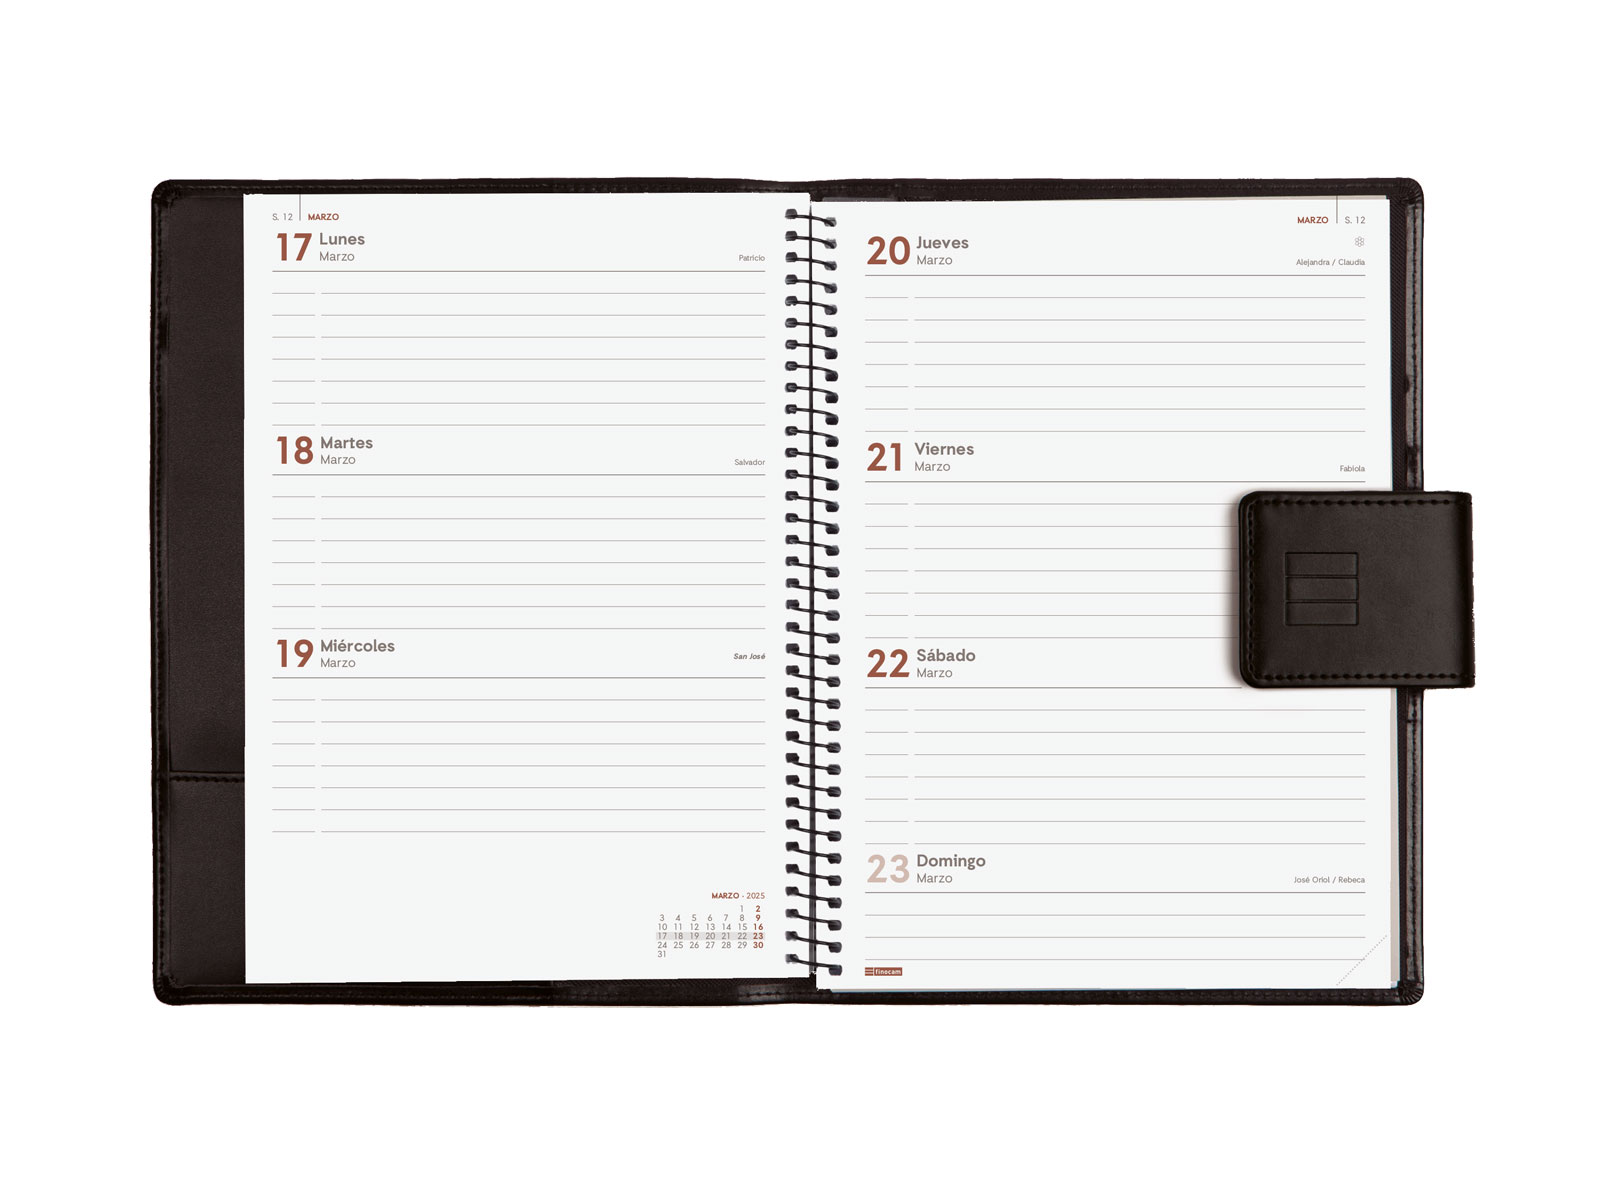 S. 12 MARZO
17 Lunes
Marzo
Patricio
18 Martes
Marzo
Salvador
19 Miércoles
Marzo
San José
MARZO · 2025
1 2
3 4 5 6 7 8 9
10 11 12 13 14 15 16
17 18 19 20 21 22 23
24 25 26 27 28 29 30
31
MARZO S. 12
20 Jueves
Marzo
Alejandra / Claudia
21 Viernes
Marzo
Fabiola
22 Sábado
Marzo
23 Domingo
Marzo
José Oriol / Rebeca
finocam